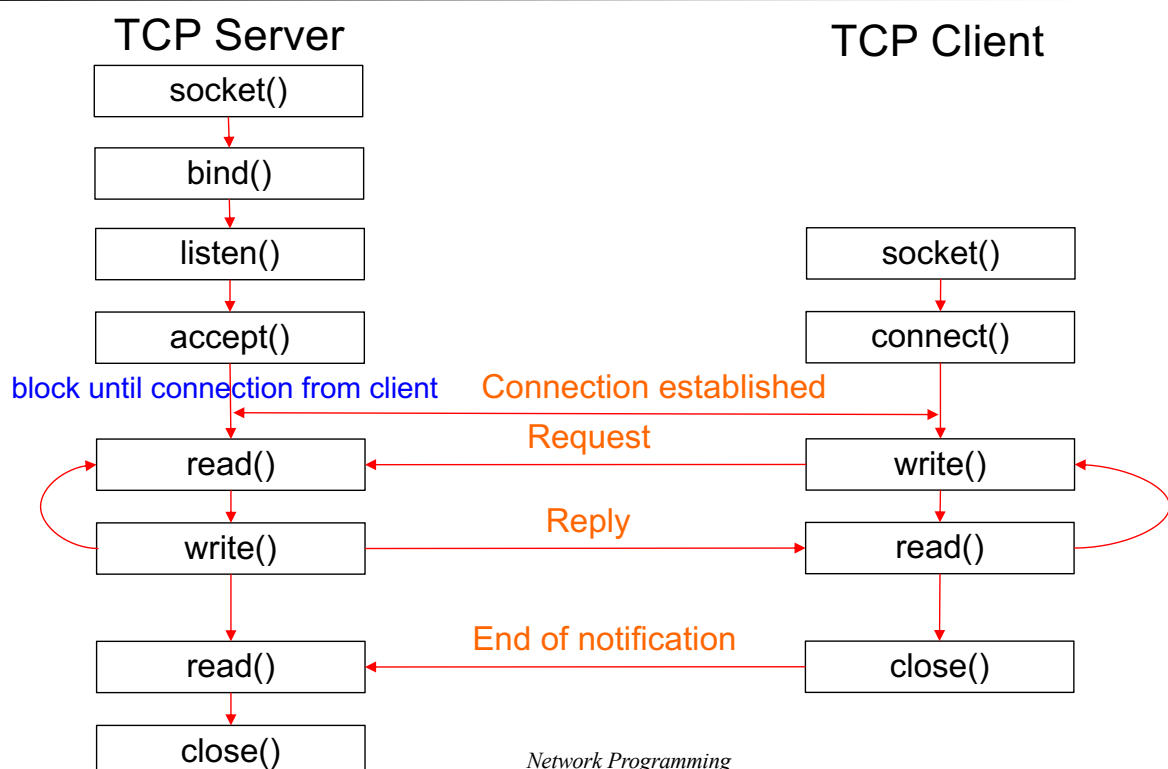 TCP Server
TCP Client
socket()
bind()
listen()
socket()
accept()
connect()
block until connection from client
Connection established
Request
read()
write()
Reply
write()
read()
End of notification
read()
close()
close()
Network Programming